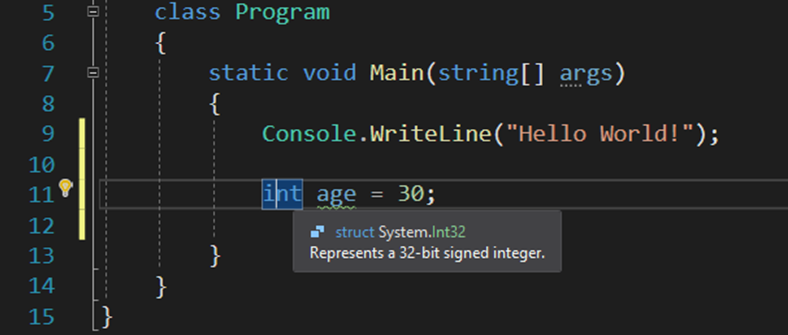 5 class Program
6 {
7 static void Main(string[] args)
8 {
9 Console.WriteLine("Hello World!");
10
11 int age = 30;
12
struct System.Int32
Represents a 32-bit signed integer.
13 }
14 }
15 }